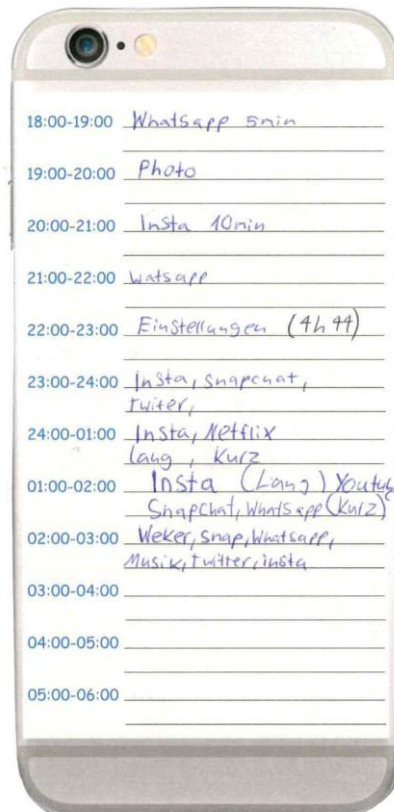 18:00-19:00 Whatsapp 5min
19:00-20:00 Photo
20:00-21:00 Insta 10min
21:00-22:00 watsapp
22:00-23:00 Einstellungen (4h 44)
23:00-24:00 Insta, Snapchat,
twiter,
24:00-01:00 Insta, Netflix
lang, kurz
01:00-02:00 Insta (Lang) Youtube
Snapchat, Whatsapp (kurz)
02:00-03:00 Weker, Snap, Whatsapp,
Musik, twitter, insta
03:00-04:00
04:00-05:00
05:00-06:00